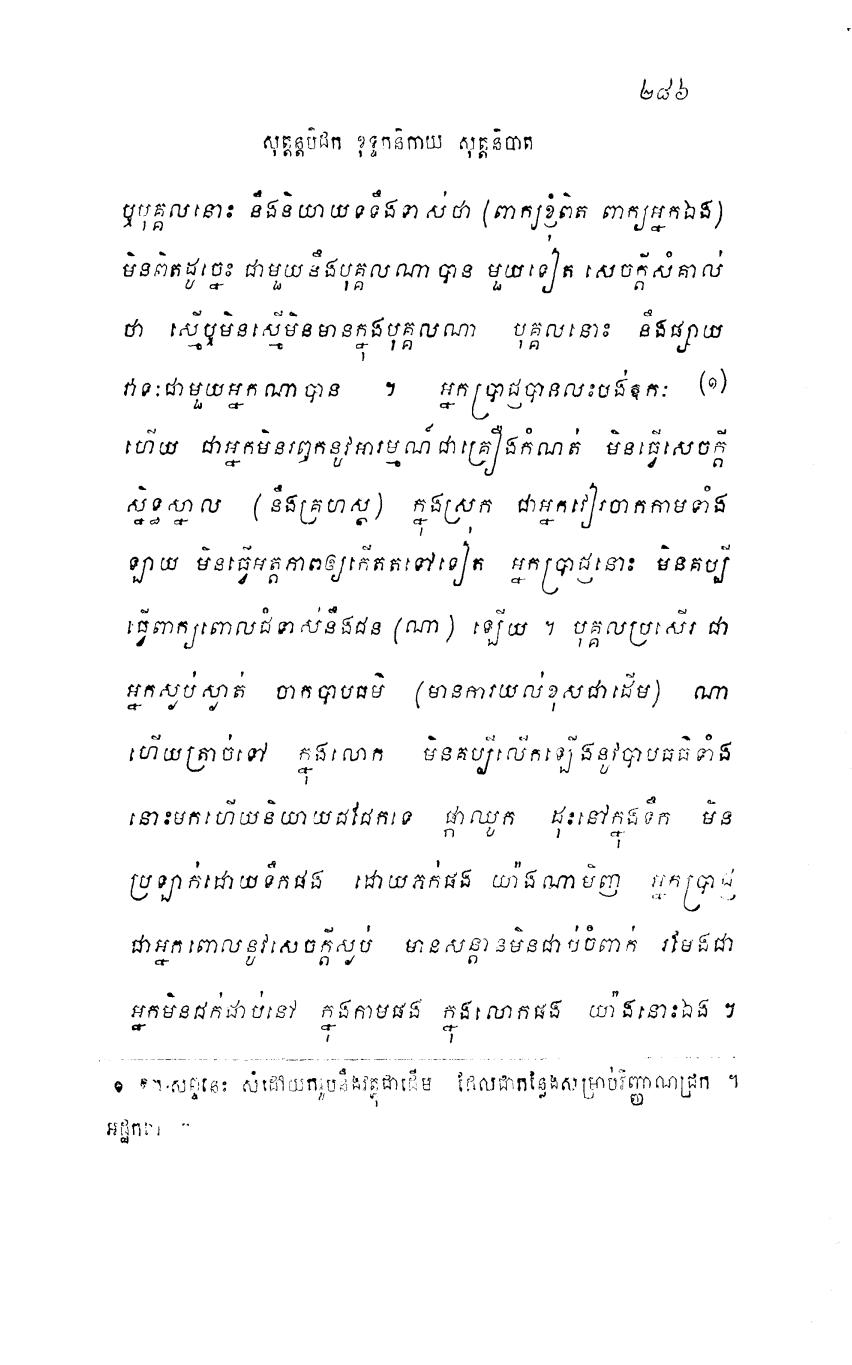 ២៨៦
សុត្តន្តបិដក ខុទ្ទកនិកាយ សុត្តនិបាត
ឬបុគ្គលនោះ នឹងនិយាយទទឹងទាស់ថា (ពាក្យខ្ញុំពិត ពាក្យអ្នកឯង)
មិនពិតដូច្នេះ ជាមួយនឹងបុគ្គលណាបាន មួយទៀត សេចក្តីសំគាល់
ថា ស្មើឬមិនស្មើមិនមានក្នុងបុគ្គលណា បុគ្គលនោះ នឹងផ្សាយ
វាទៈជាមួយអ្នកណាបាន ។ អ្នកប្រាជ្ញបានលះបង់ឱកៈ (១)
ហើយ ជាអ្នកមិនរឭកនូវអារម្មណ៍ជាគ្រឿងកំណត់ មិនធ្វើសេចក្តី
ស្និទ្ធស្នាល (នឹងគ្រហស្ថ) ក្នុងស្រុក ជាអ្នកវៀរចាកកាមទាំង
ឡាយ មិនធ្វើអត្តភាពឲ្យកើតតទៅទៀត អ្នកប្រាជ្ញនោះ មិនគប្បី
ធ្វើពាក្យពោលជំទាស់នឹងជន (ណា) ឡើយ ។ បុគ្គលប្រសើរ ជា
អ្នកស្ងប់ស្ងាត់ ចាកបាបធម៌ (មានការយល់ខុសជាដើម) ណា
ហើយត្រាច់ទៅ ក្នុងលោក មិនគប្បីលើកឡើងនូវបាបធម៌ទាំង
នោះមកហើយនិយាយដដែកទេ ផ្កាឈូក ដុះនៅក្នុងទឹក មិន
ប្រឡាក់ដោយទឹកផង ដោយភក់ផង យ៉ាងណាមិញ អ្នកប្រាជ្ញ
ជាអ្នកពោលនូវសេចក្តីស្ងប់ មានសន្តានមិនជាប់ចំពាក់ រមែងជា
អ្នកមិនជក់ជាប់នៅ ក្នុងកាមផង ក្នុងលោកផង យ៉ាងនោះឯង ។
១ ឱកៈសព្ទនេះ សំដៅយករូបនឹងវត្ថុជាដើម ដែលជាកន្លែងសម្រាប់វិញ្ញាណជ្រក ។
អដ្ឋកថា ។